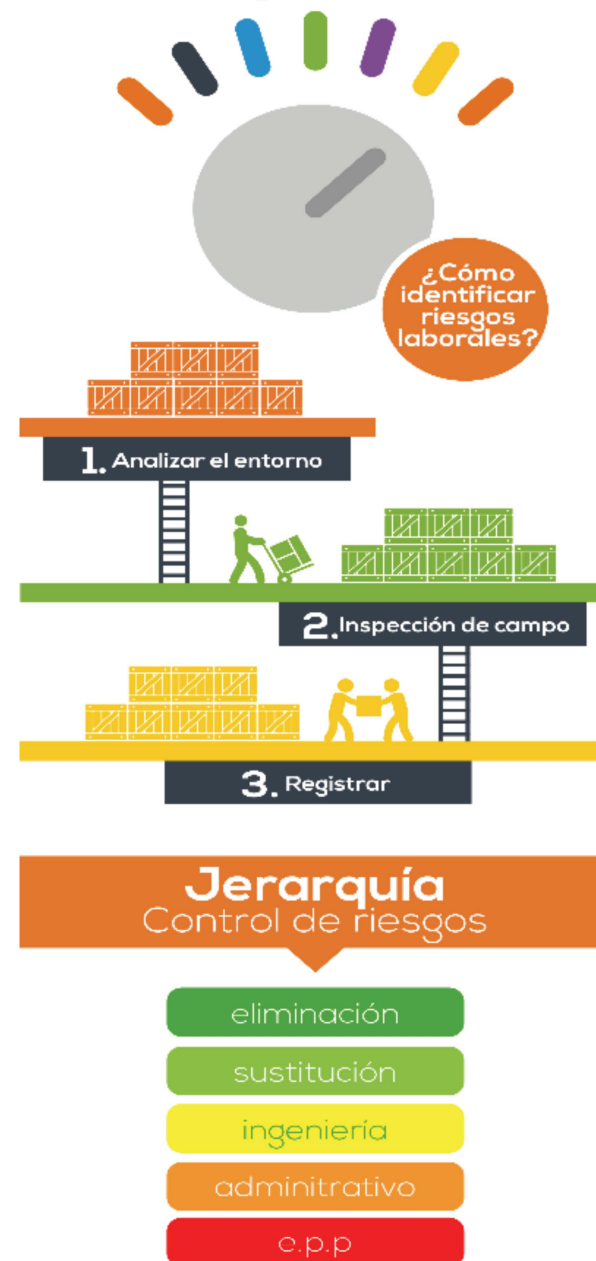 ¿Cómo
identificar
riesgos
laborales?
1. Analizar el entorno
2. Inspección de campo
3. Registrar
Jerarquía
Control de riesgos
eliminación
sustitución
ingeniería
adminitrativo
e.p.p